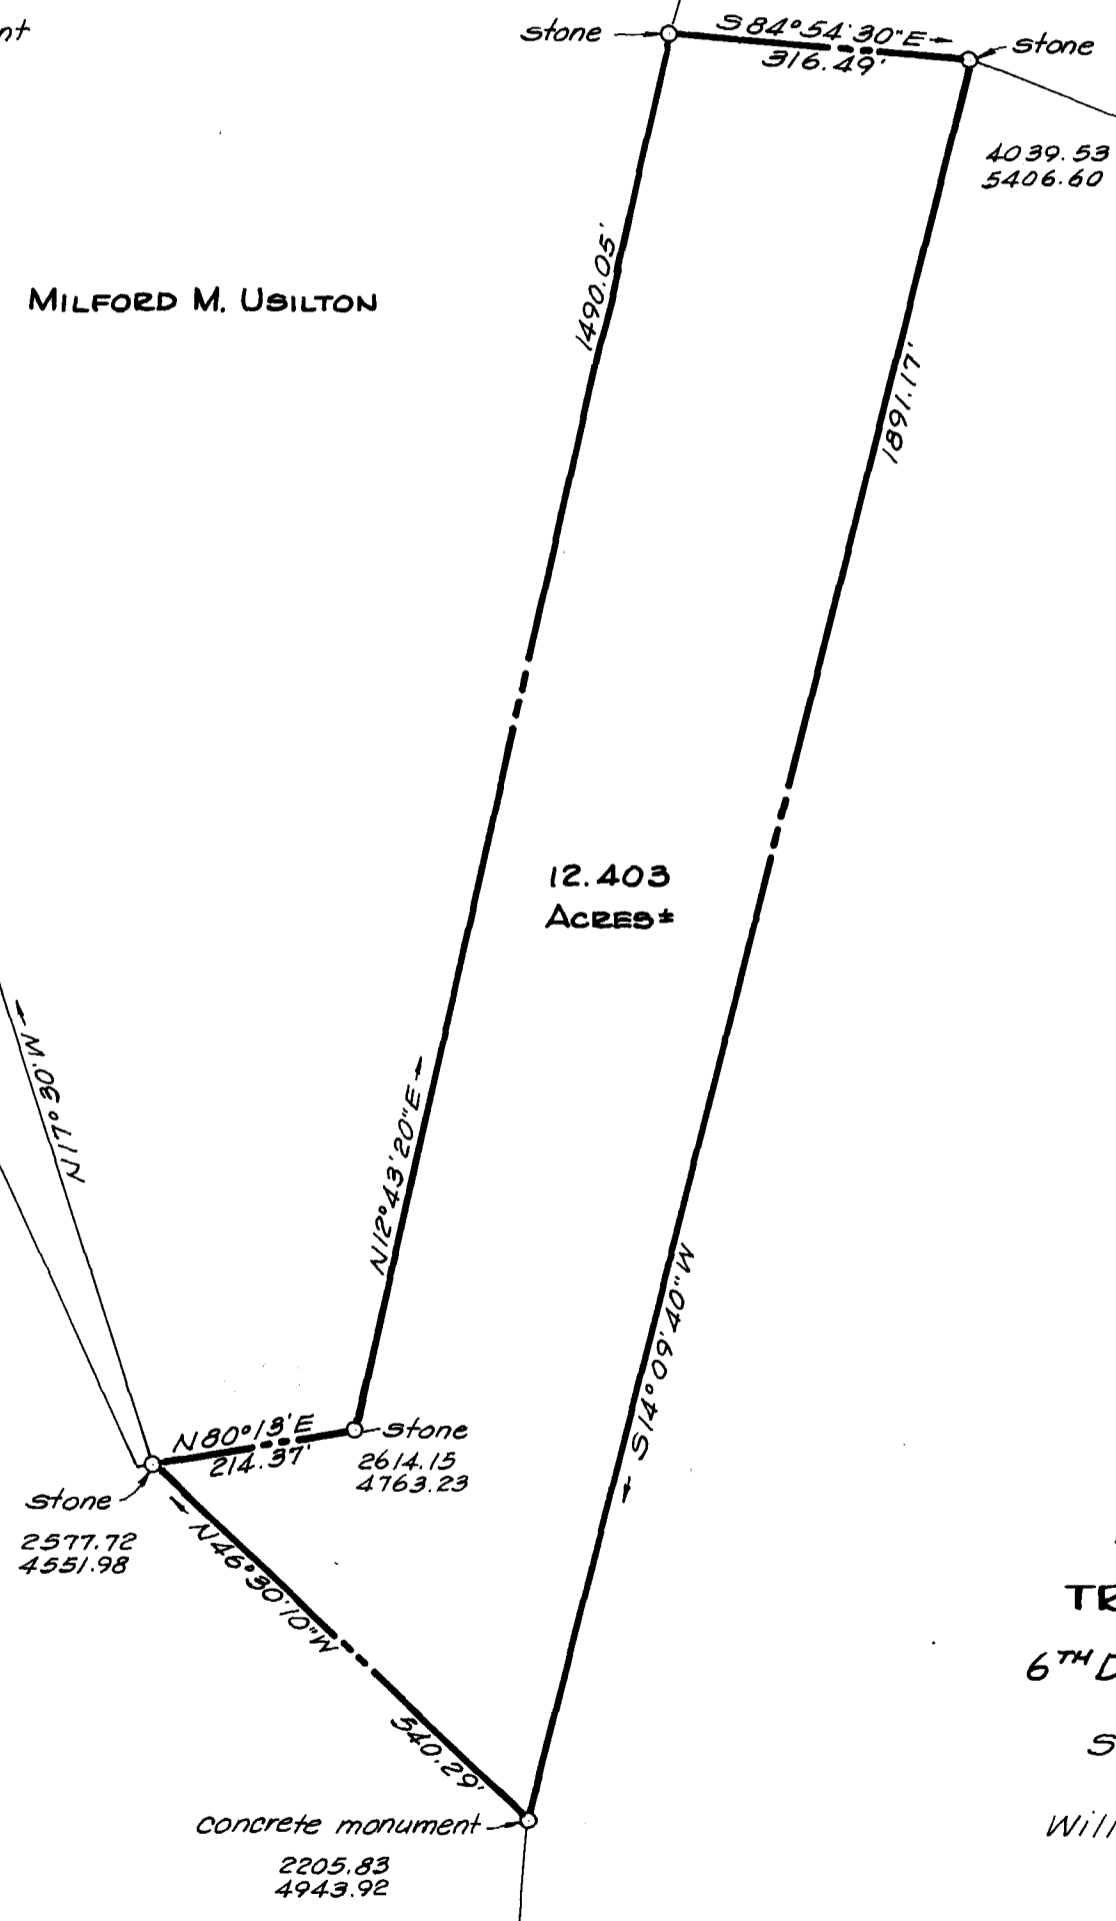 nt
stone
S84°54'30"E
316.49'
stone
4039.53
5406.60
1490.05'
MILFORD M. USILTON
1891.17'
12.403
ACRES ±
N17°30'W
N12°43'20"E
S14°09'40"W
N80°13'E
214.37'
stone
2614.15
4763.23
stone
2577.72
4551.98
N46°30'10"W
540.29'
TR
6TH D
S
concrete monument
Will
2205.83
4943.92